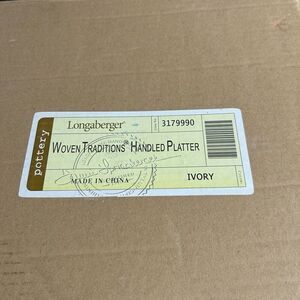 pottery
Longaberger®
3179990
WOVEN TRADITIONS® HANDLED PLATTER
MADE IN CHINA
IVORY